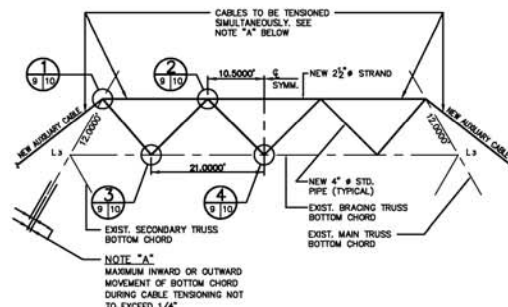 CABLES TO BE TENSIONED
SIMULTANEOUSLY. SEE
NOTE "A" BELOW
1
9 10
2
9 10
10.5000"
℄
SYMM.
NEW 2½"ø STRAND
NEW AUXILIARY CABLE
12.0000"
L3
NEW AUXILIARY CABLE
12.0000"
L3
21.0000"
3
9 10
4
9 10
NEW 4" ø STD.
PIPE (TYPICAL)
EXIST. BRACING TRUSS
BOTTOM CHORD
EXIST. SECONDARY TRUSS
BOTTOM CHORD
EXIST. MAIN TRUSS
BOTTOM CHORD
NOTE "A"
MAXIMUM INWARD OR OUTWARD
MOVEMENT OF BOTTOM CHORD
DURING CABLE TENSIONING NOT
TO EXCEED 1/4"